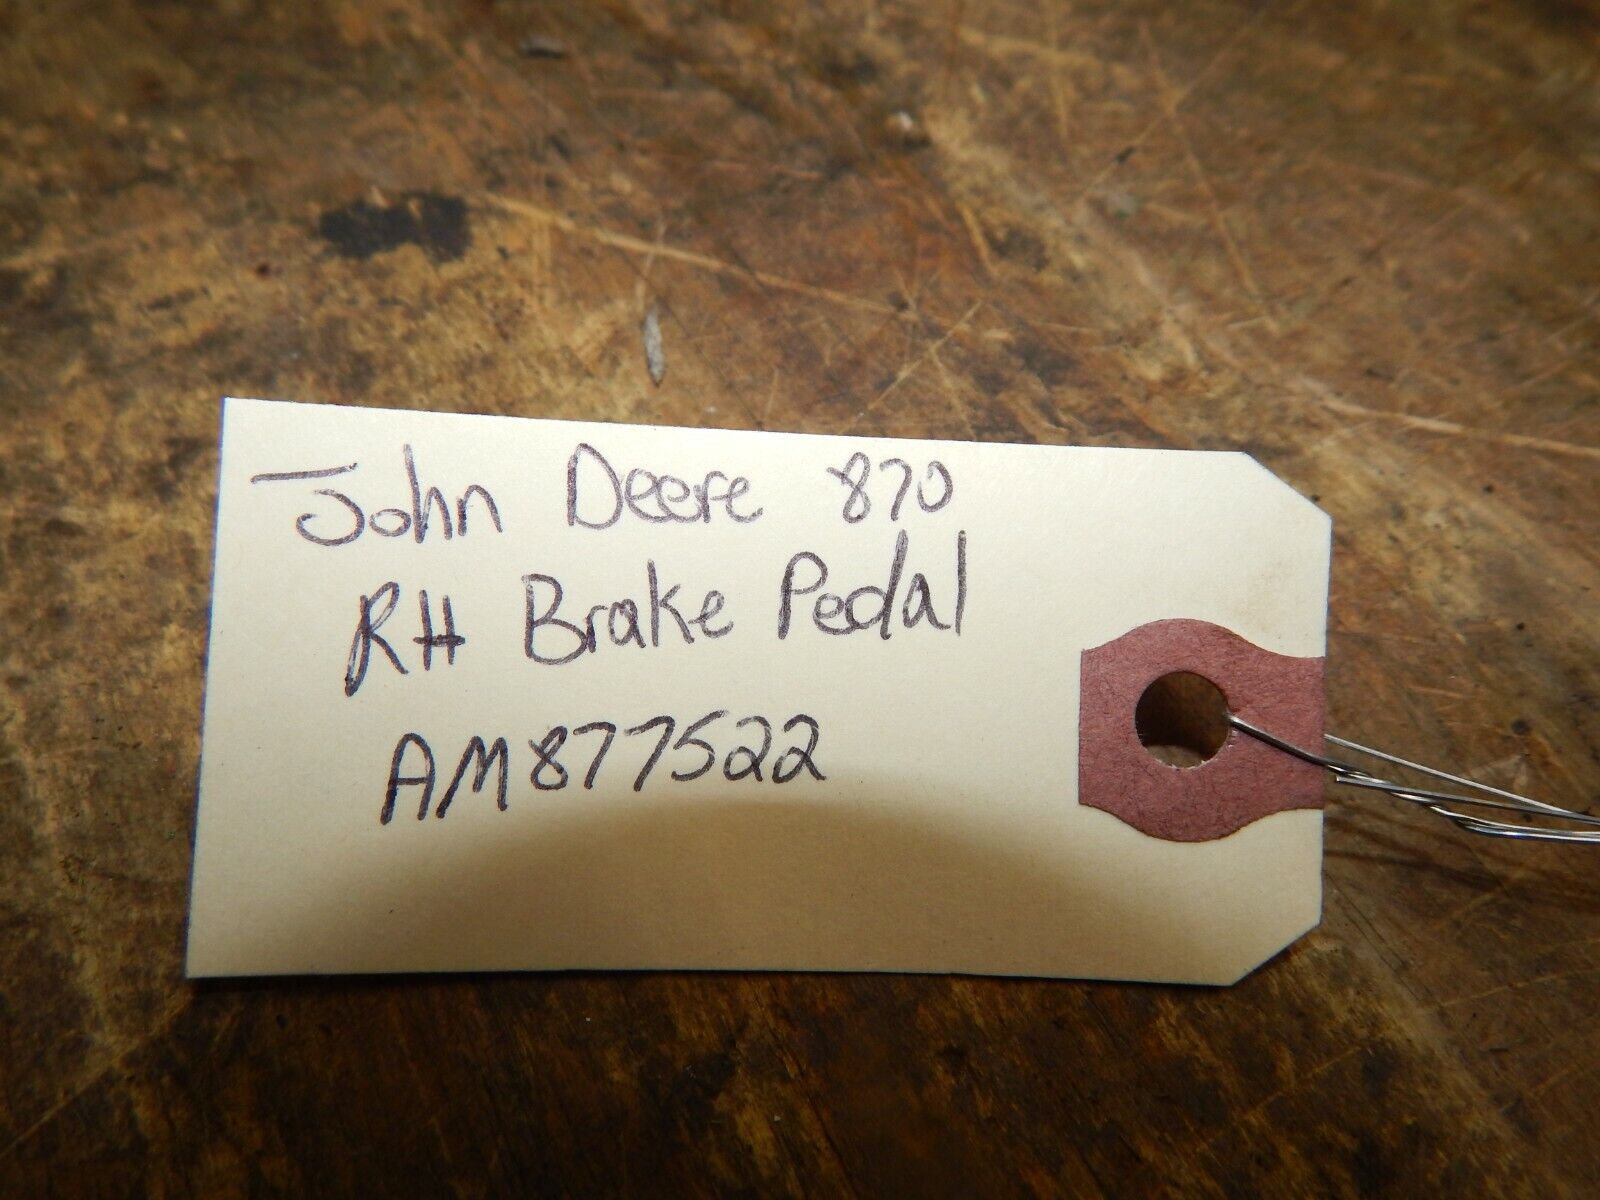 John Deere 870
RH Brake Pedal
AM877522